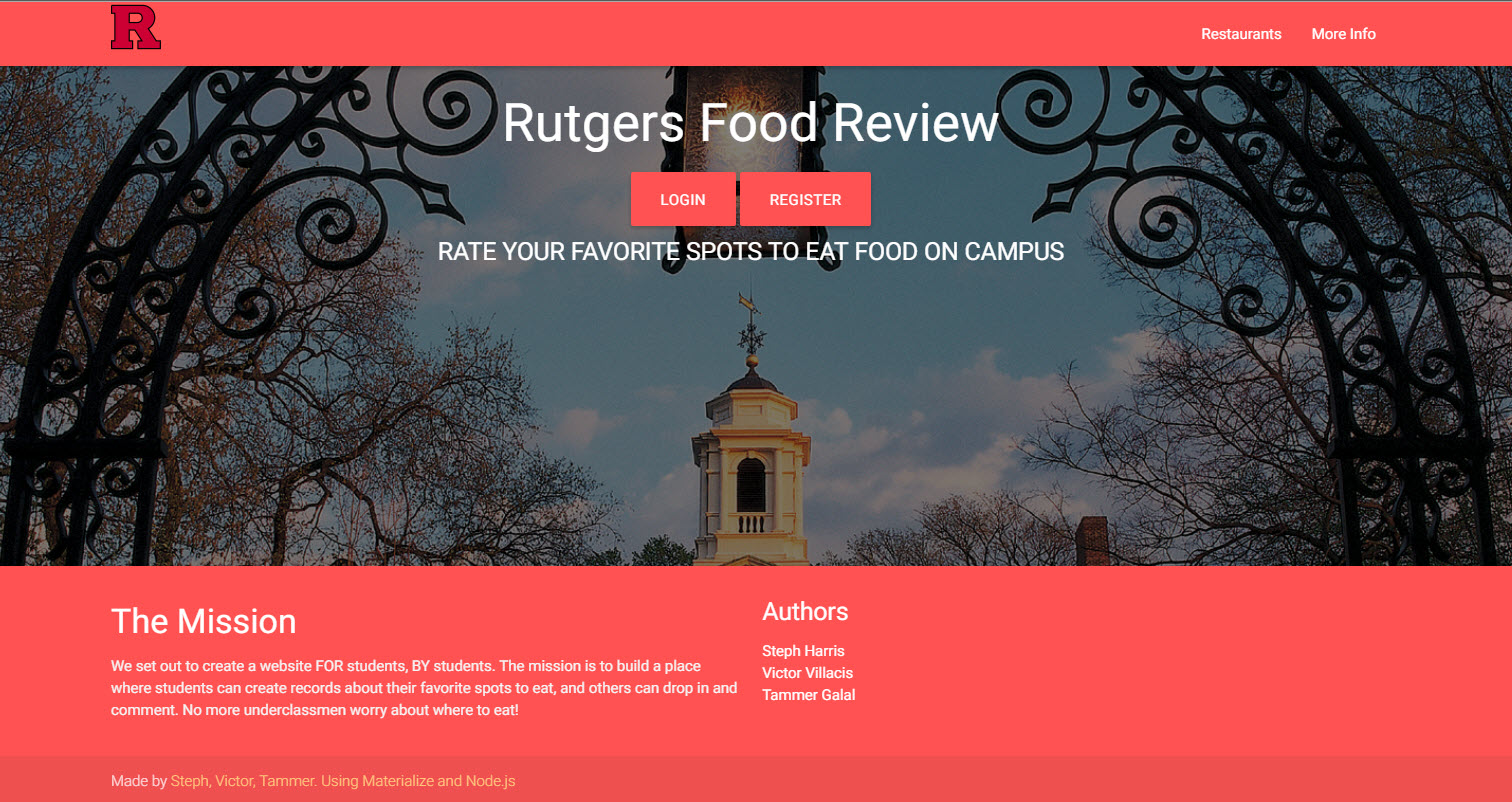 R
Restaurants More Info
Rutgers Food Review
LOGIN REGISTER
RATE YOUR FAVORITE SPOTS TO EAT FOOD ON CAMPUS
The Mission
We set out to create a website FOR students, BY students. The mission is to build a place
where students can create records about their favorite spots to eat, and others can drop in and
comment. No more underclassmen worry about where to eat!
Authors
Steph Harris
Victor Villacis
Tammer Galal
Made by Steph, Victor, Tammer. Using Materialize and Node.js